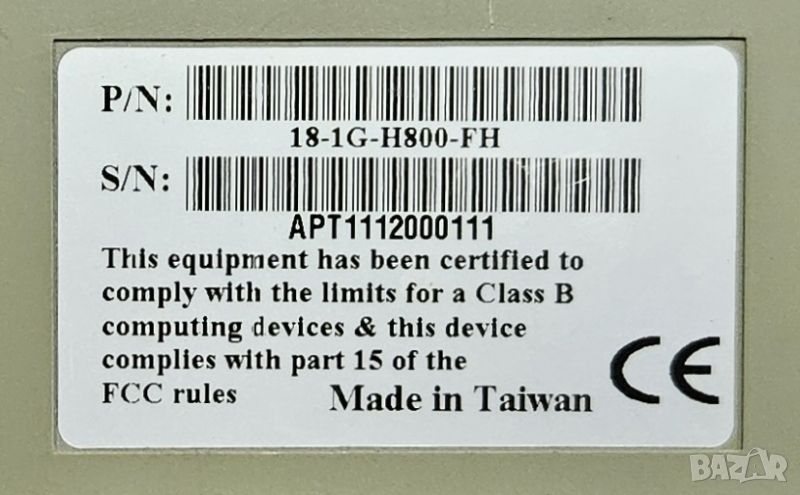 P/N:
18-1G-H800-FH
S/N:
APT1112000111
This equipment has been certified to
comply with the limits for a Class B
computing devices & this device
complies with part 15 of the
FCC rules
Made in Taiwan
CE
BAZAR